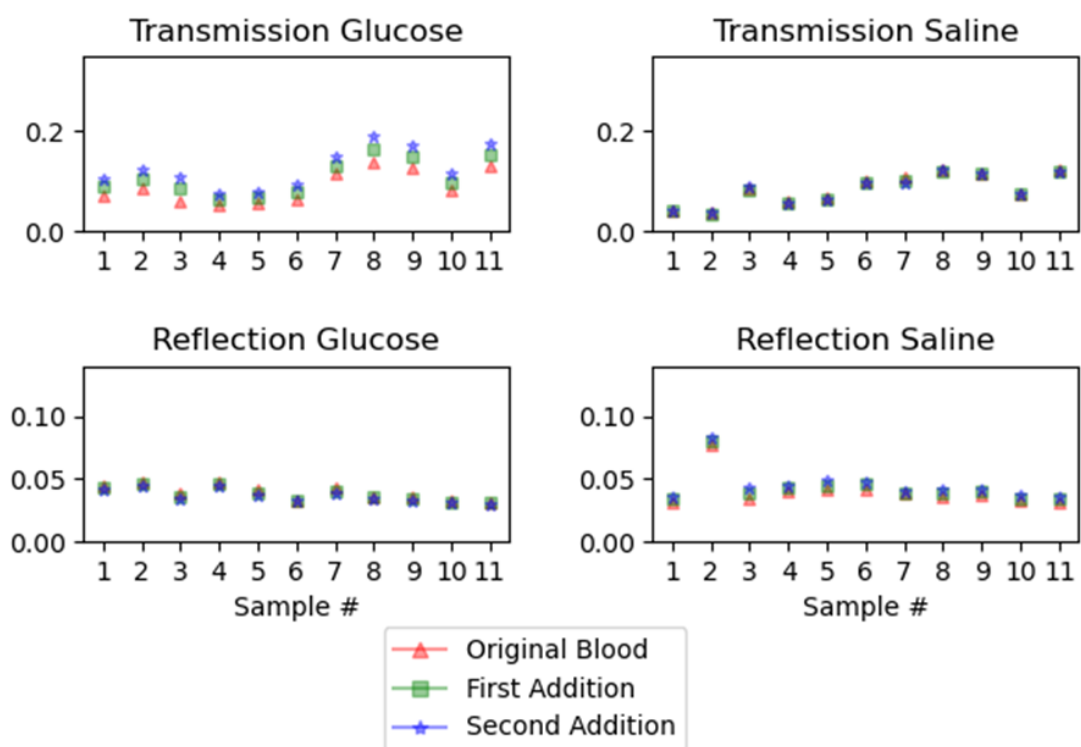 Transmission Glucose
0.2
0.0
1 2 3 4 5 6 7 8 9 10 11
Transmission Saline
0.2
0.0
1 2 3 4 5 6 7 8 9 10 11
Reflection Glucose
0.10
0.05
0.00
1 2 3 4 5 6 7 8 9 10 11
Sample #
Reflection Saline
0.10
0.05
0.00
1 2 3 4 5 6 7 8 9 10 11
Sample #
Original Blood
First Addition
Second Addition